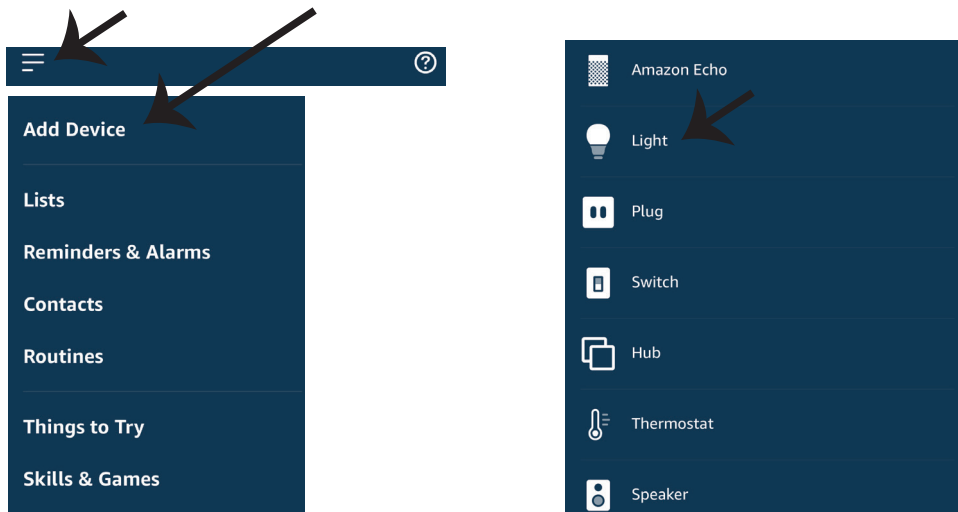 ?
Add Device
Lists
Reminders & Alarms
Contacts
Routines
Things to Try
Skills & Games
Amazon Echo
Light
Plug
Switch
Hub
Thermostat
Speaker